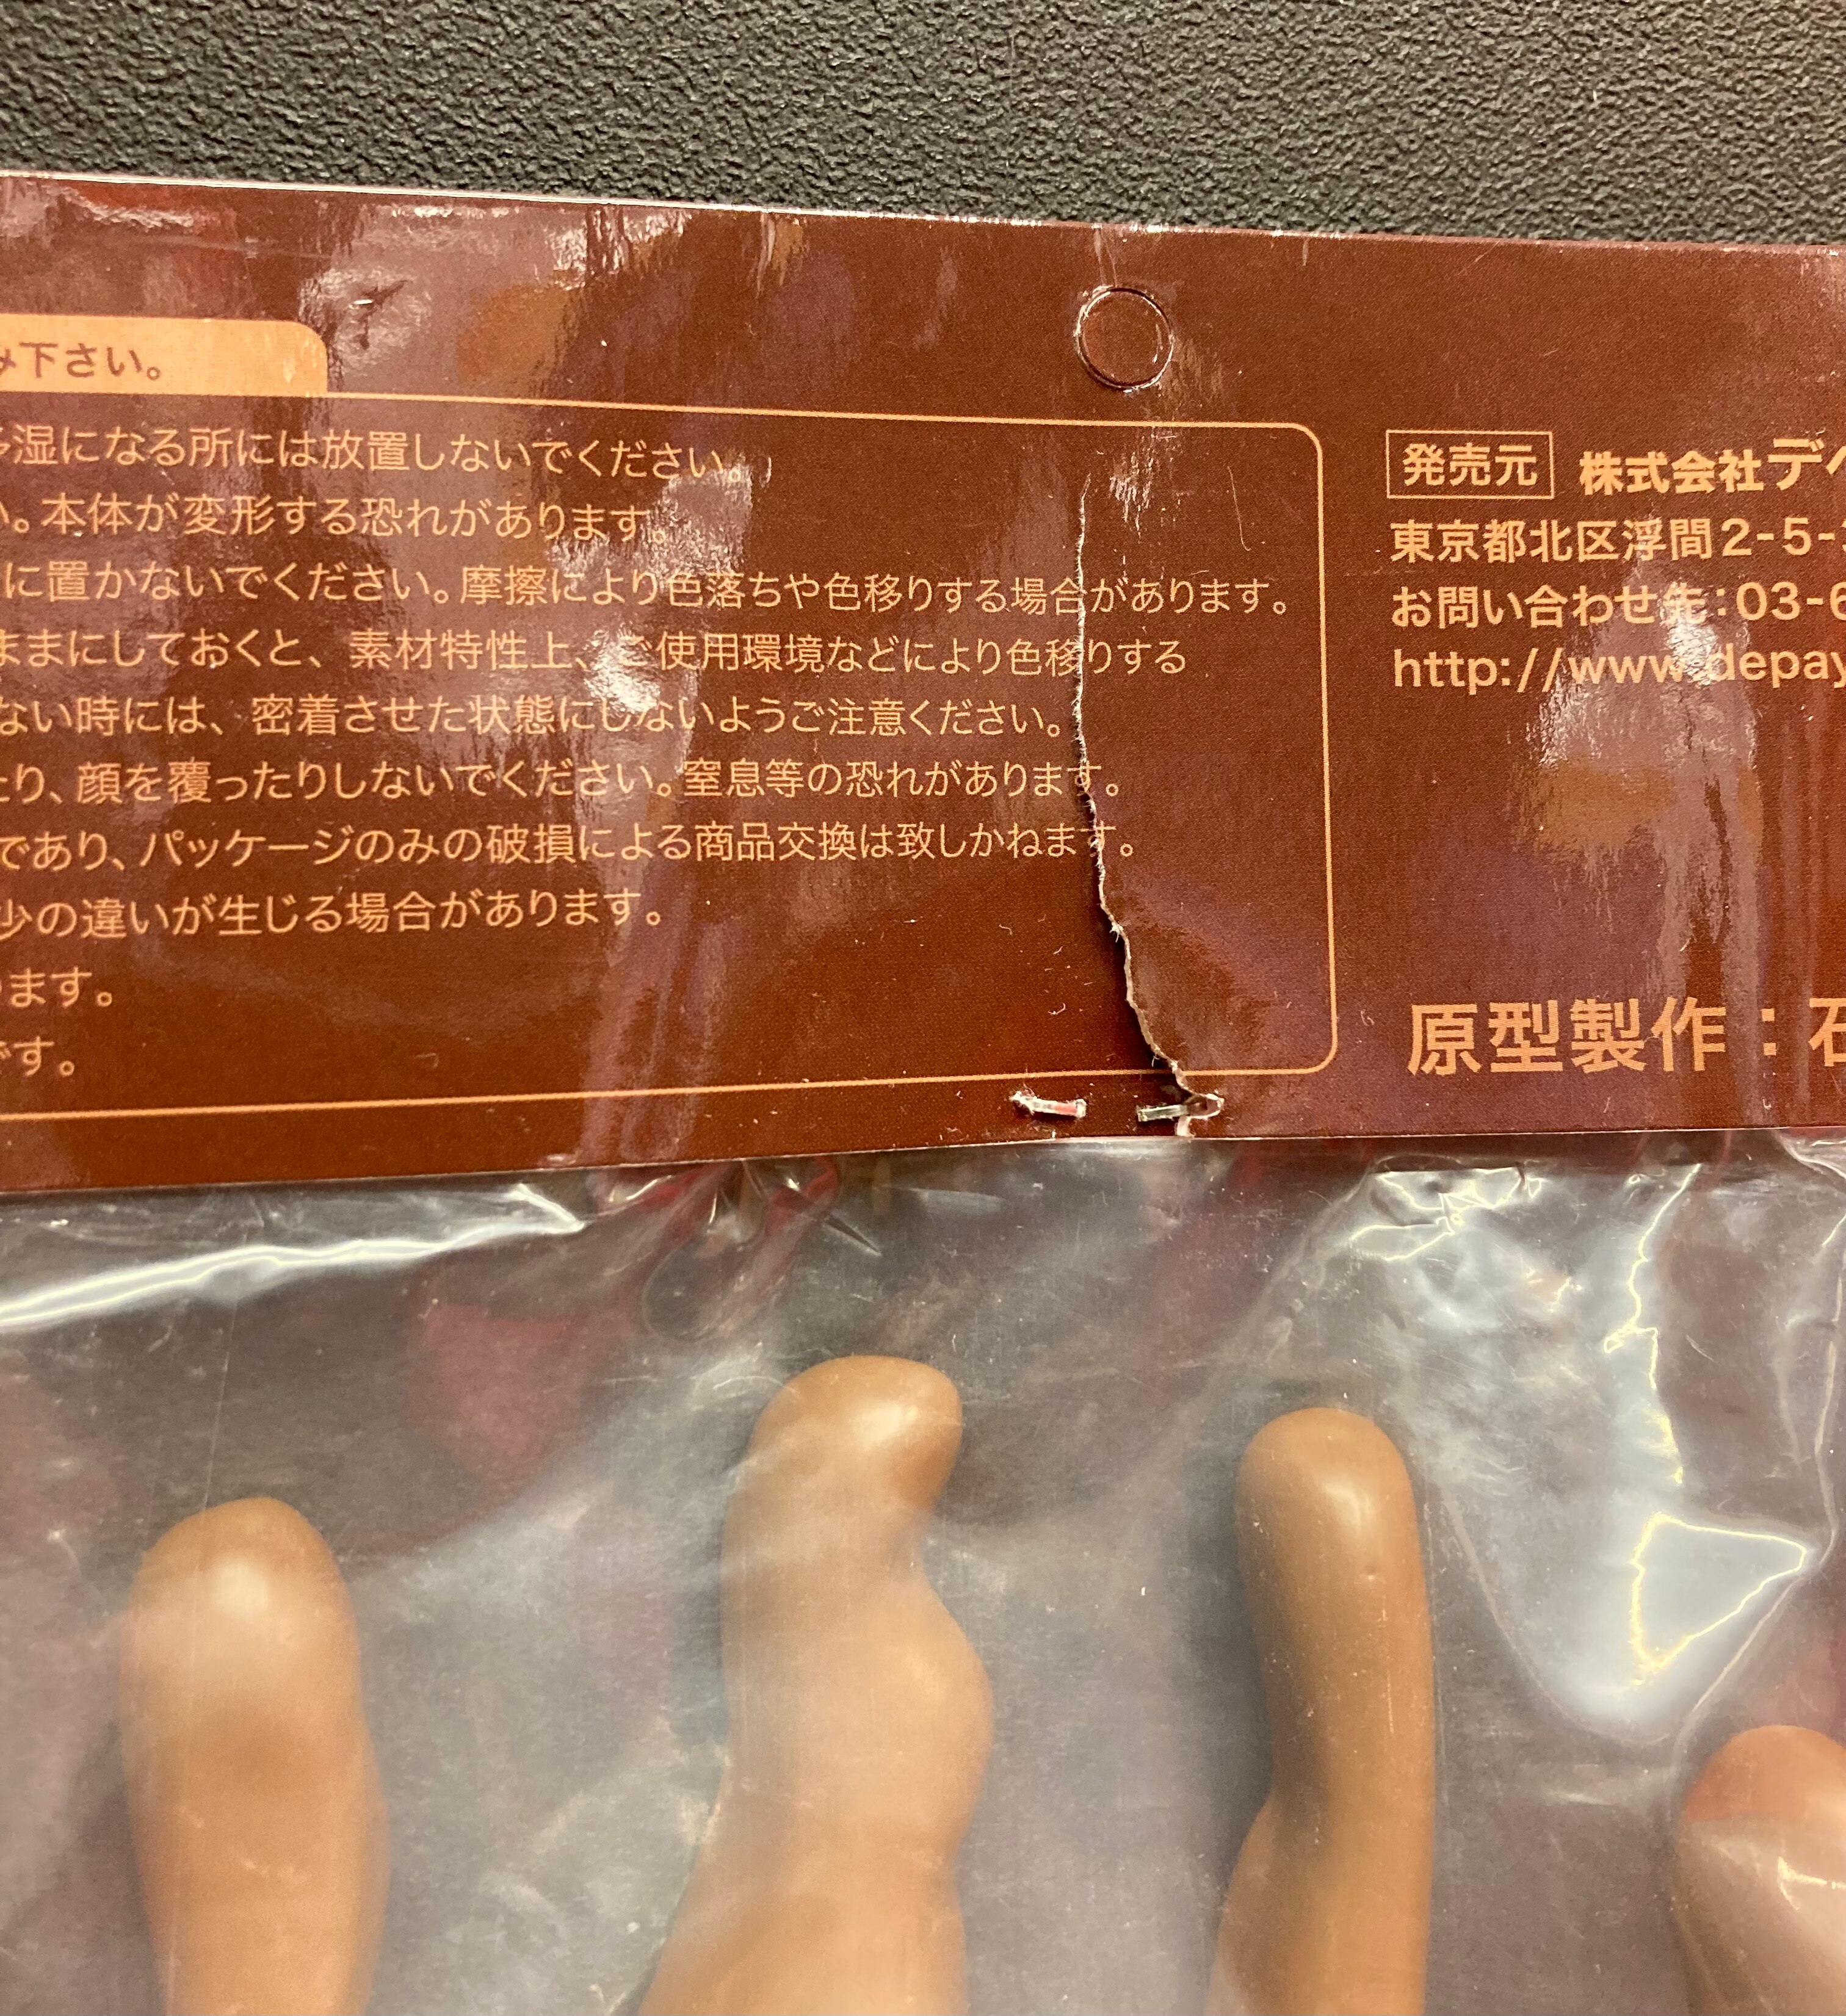 み下さい。
多湿になる所には放置しないでください。
い。本体が変形する恐れがあります。
に置かないでください。摩擦により色落ちや色移りする場合があります。
ままにしておくと、素材特性上、ご使用環境などにより色移りする
ない時には、密着させた状態にしないようご注意ください。
たり、顔を覆ったりしないでください。窒息等の恐れがあります。
であり、パッケージのみの破損による商品交換は致しかねます。
少の違いが生じる場合があります。
ます。
です。
発売元 株式会社デ
東京都北区浮間2-5-
お問い合わせ先：03-6
http://www.depay
原型製作：石